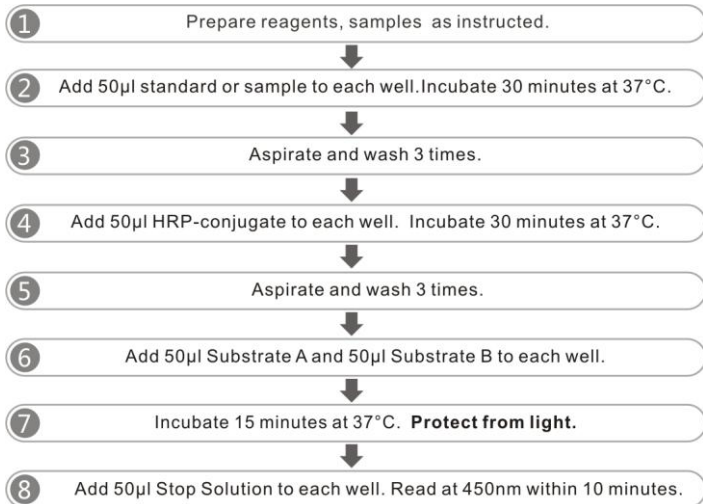 1 Prepare reagents, samples as instructed.
2 Add 50µl standard or sample to each well.Incubate 30 minutes at 37°C.
3 Aspirate and wash 3 times.
4 Add 50µl HRP-conjugate to each well. Incubate 30 minutes at 37°C.
5 Aspirate and wash 3 times.
6 Add 50µl Substrate A and 50µl Substrate B to each well.
7 Incubate 15 minutes at 37°C. Protect from light.
8 Add 50µl Stop Solution to each well. Read at 450nm within 10 minutes.